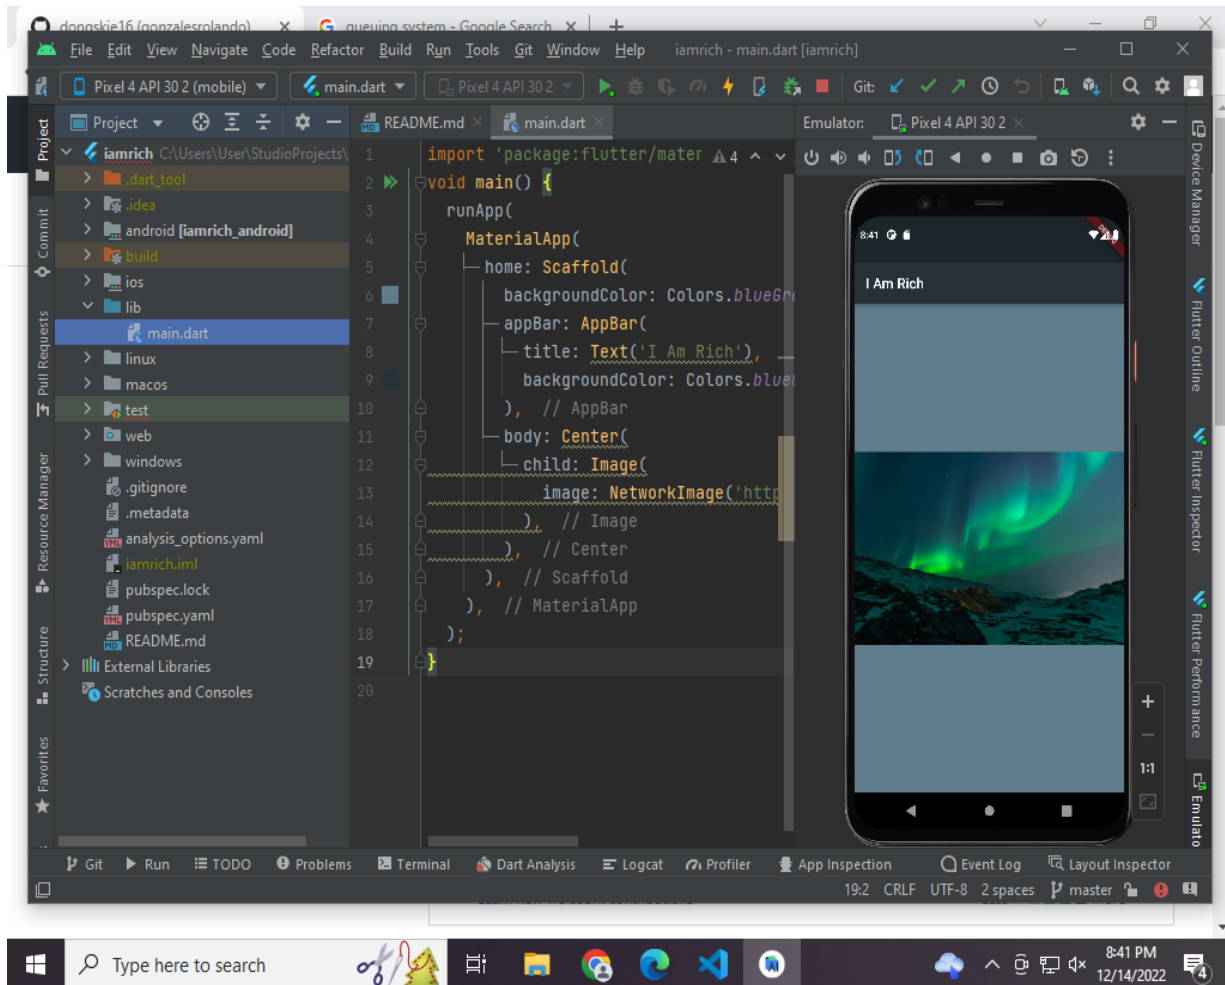 dongskie16 (gonzalesrolando)
queuing system - Google Search
File Edit View Navigate Code Refactor Build Run Tools Git Window Help iamrich - main.dart [iamrich]
Pixel 4 API 30 2 (mobile) main.dart Pixel 4 API 30 2 Git:
Project
README.md main.dart
Emulator: Pixel 4 API 30 2
iamrich C:\Users\User\StudioProjects\
.dart_tool
.idea
android [iamrich_android]
build
ios
lib
main.dart
linux
macos
test
web
windows
.gitignore
.metadata
analysis_options.yaml
iamrich.iml
pubspec.lock
pubspec.yaml
README.md
External Libraries
Scratches and Consoles
1 import 'package:flutter/mater 4
2 void main() {
3 runApp(
4 MaterialApp(
5 home: Scaffold(
6 backgroundColor: Colors.blueGr
7 appBar: AppBar(
8 title: Text('I Am Rich'),
9 backgroundColor: Colors.blue
10 ), // AppBar
11 body: Center(
12 child: Image(
13 image: NetworkImage('http
14 ), // Image
15 ), // Center
16 ), // Scaffold
17 ), // MaterialApp
18 );
19 }
20
8:41
I Am Rich
1:1
Project
Commit
Pull Requests
Resource Manager
Structure
Favorites
Device Manager
Flutter Outline
Flutter Inspector
Flutter Performance
Emulato
Git Run TODO Problems Terminal Dart Analysis Logcat Profiler App Inspection Event Log Layout Inspector
19:2 CRLF UTF-8 2 spaces master
Type here to search
8:41 PM
12/14/2022
4